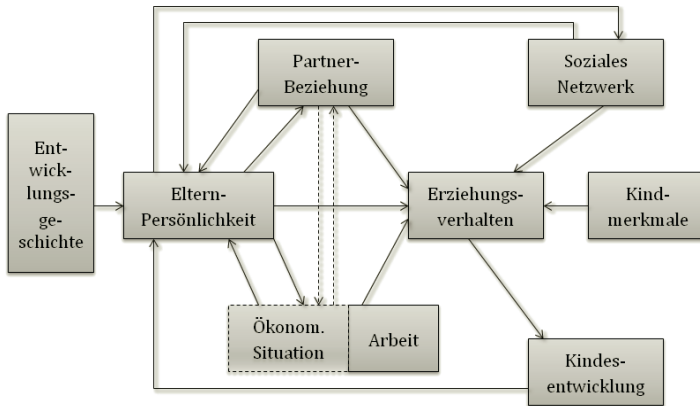 Partner-
Beziehung
Soziales
Netzwerk
Ent-
wick-
lungs-
ge-
schichte
Eltern-
Persönlichkeit
Erziehungs-
verhalten
Kind-
merkmale
Ökonom.
Situation
Arbeit
Kindes-
entwicklung